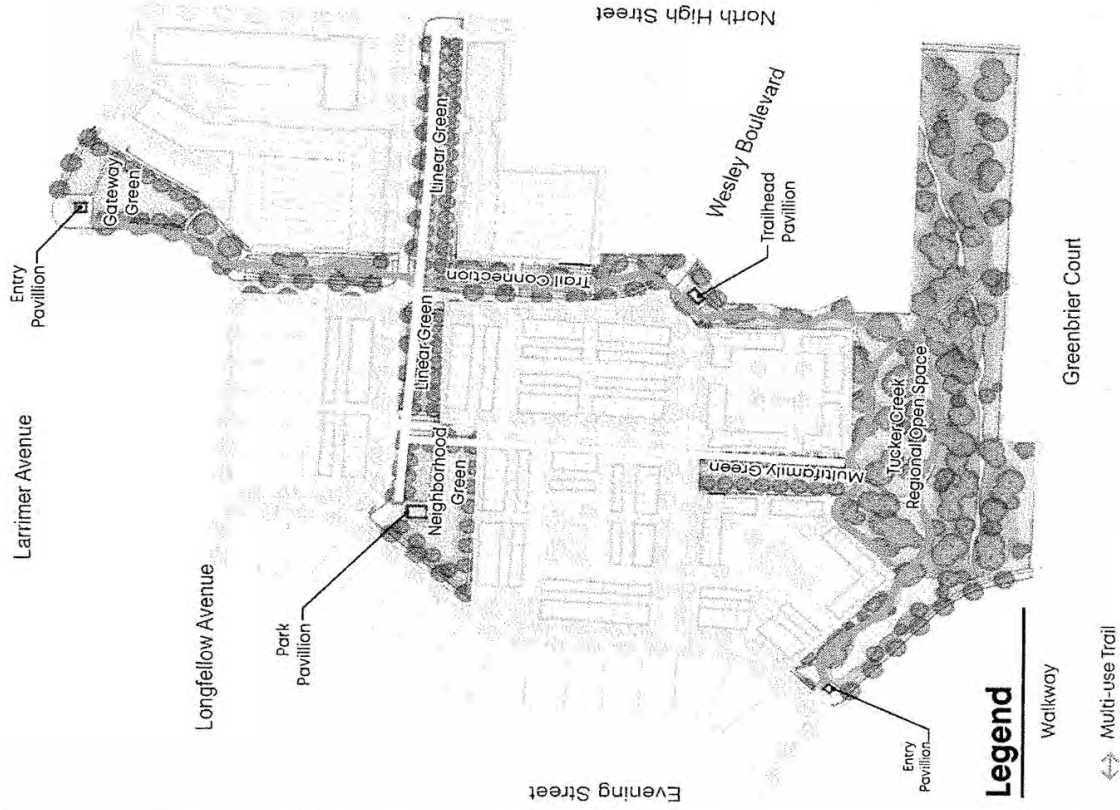 North High Street
Entry
Pavillion
Gateway
Green
Larrimer Avenue
Linear Green
Wesley Boulevard
Linear Green
Trail Connection
Trailhead
Pavillion
Longfellow Avenue
Neighborhood
Green
Park
Pavillion
Multifamily Green
Tucker Creek
Regional Open Space
Greenbrier Court
Evening Street
Entry
Pavillion
Legend
Walkway
Multi-use Trail